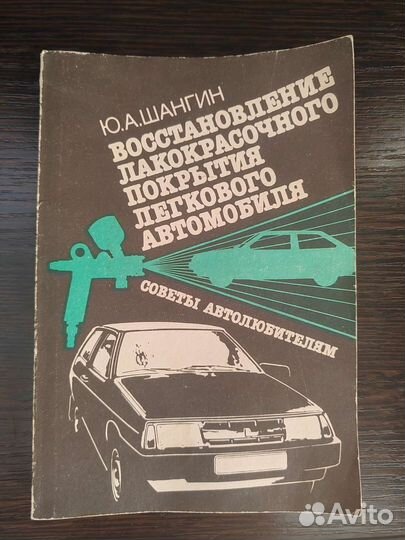 Ю.А.ШАНГИН
ВОССТАНОВЛЕНИЕ
ЛАКОКРАСОЧНОГО
ПОКРЫТИЯ
ЛЕГКОВОГО
АВТОМОБИЛЯ
СОВЕТЫ АВТОЛЮБИТЕЛЯМ
Avito